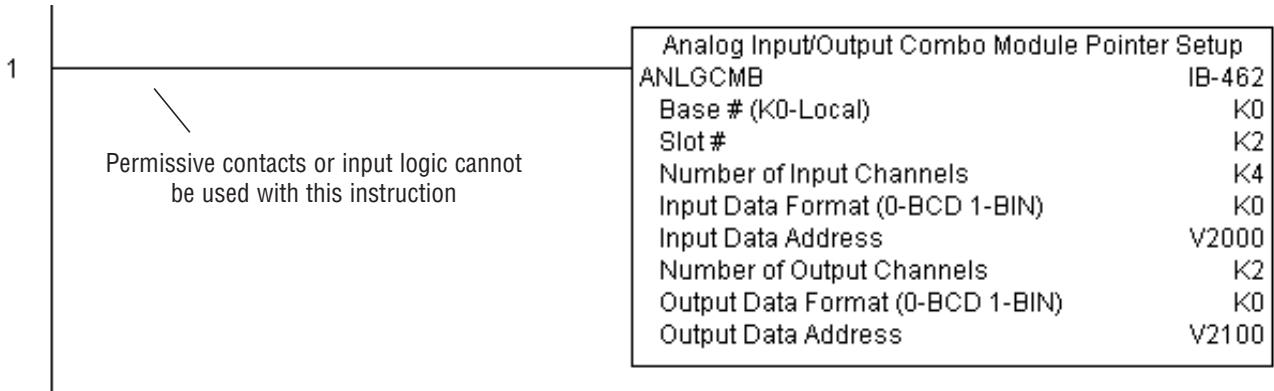 1
Permissive contacts or input logic cannot
be used with this instruction
Analog Input/Output Combo Module Pointer Setup
ANLGCMB IB-462
Base # (K0-Local) K0
Slot # K2
Number of Input Channels K4
Input Data Format (0-BCD 1-BIN) K0
Input Data Address V2000
Number of Output Channels K2
Output Data Format (0-BCD 1-BIN) K0
Output Data Address V2100